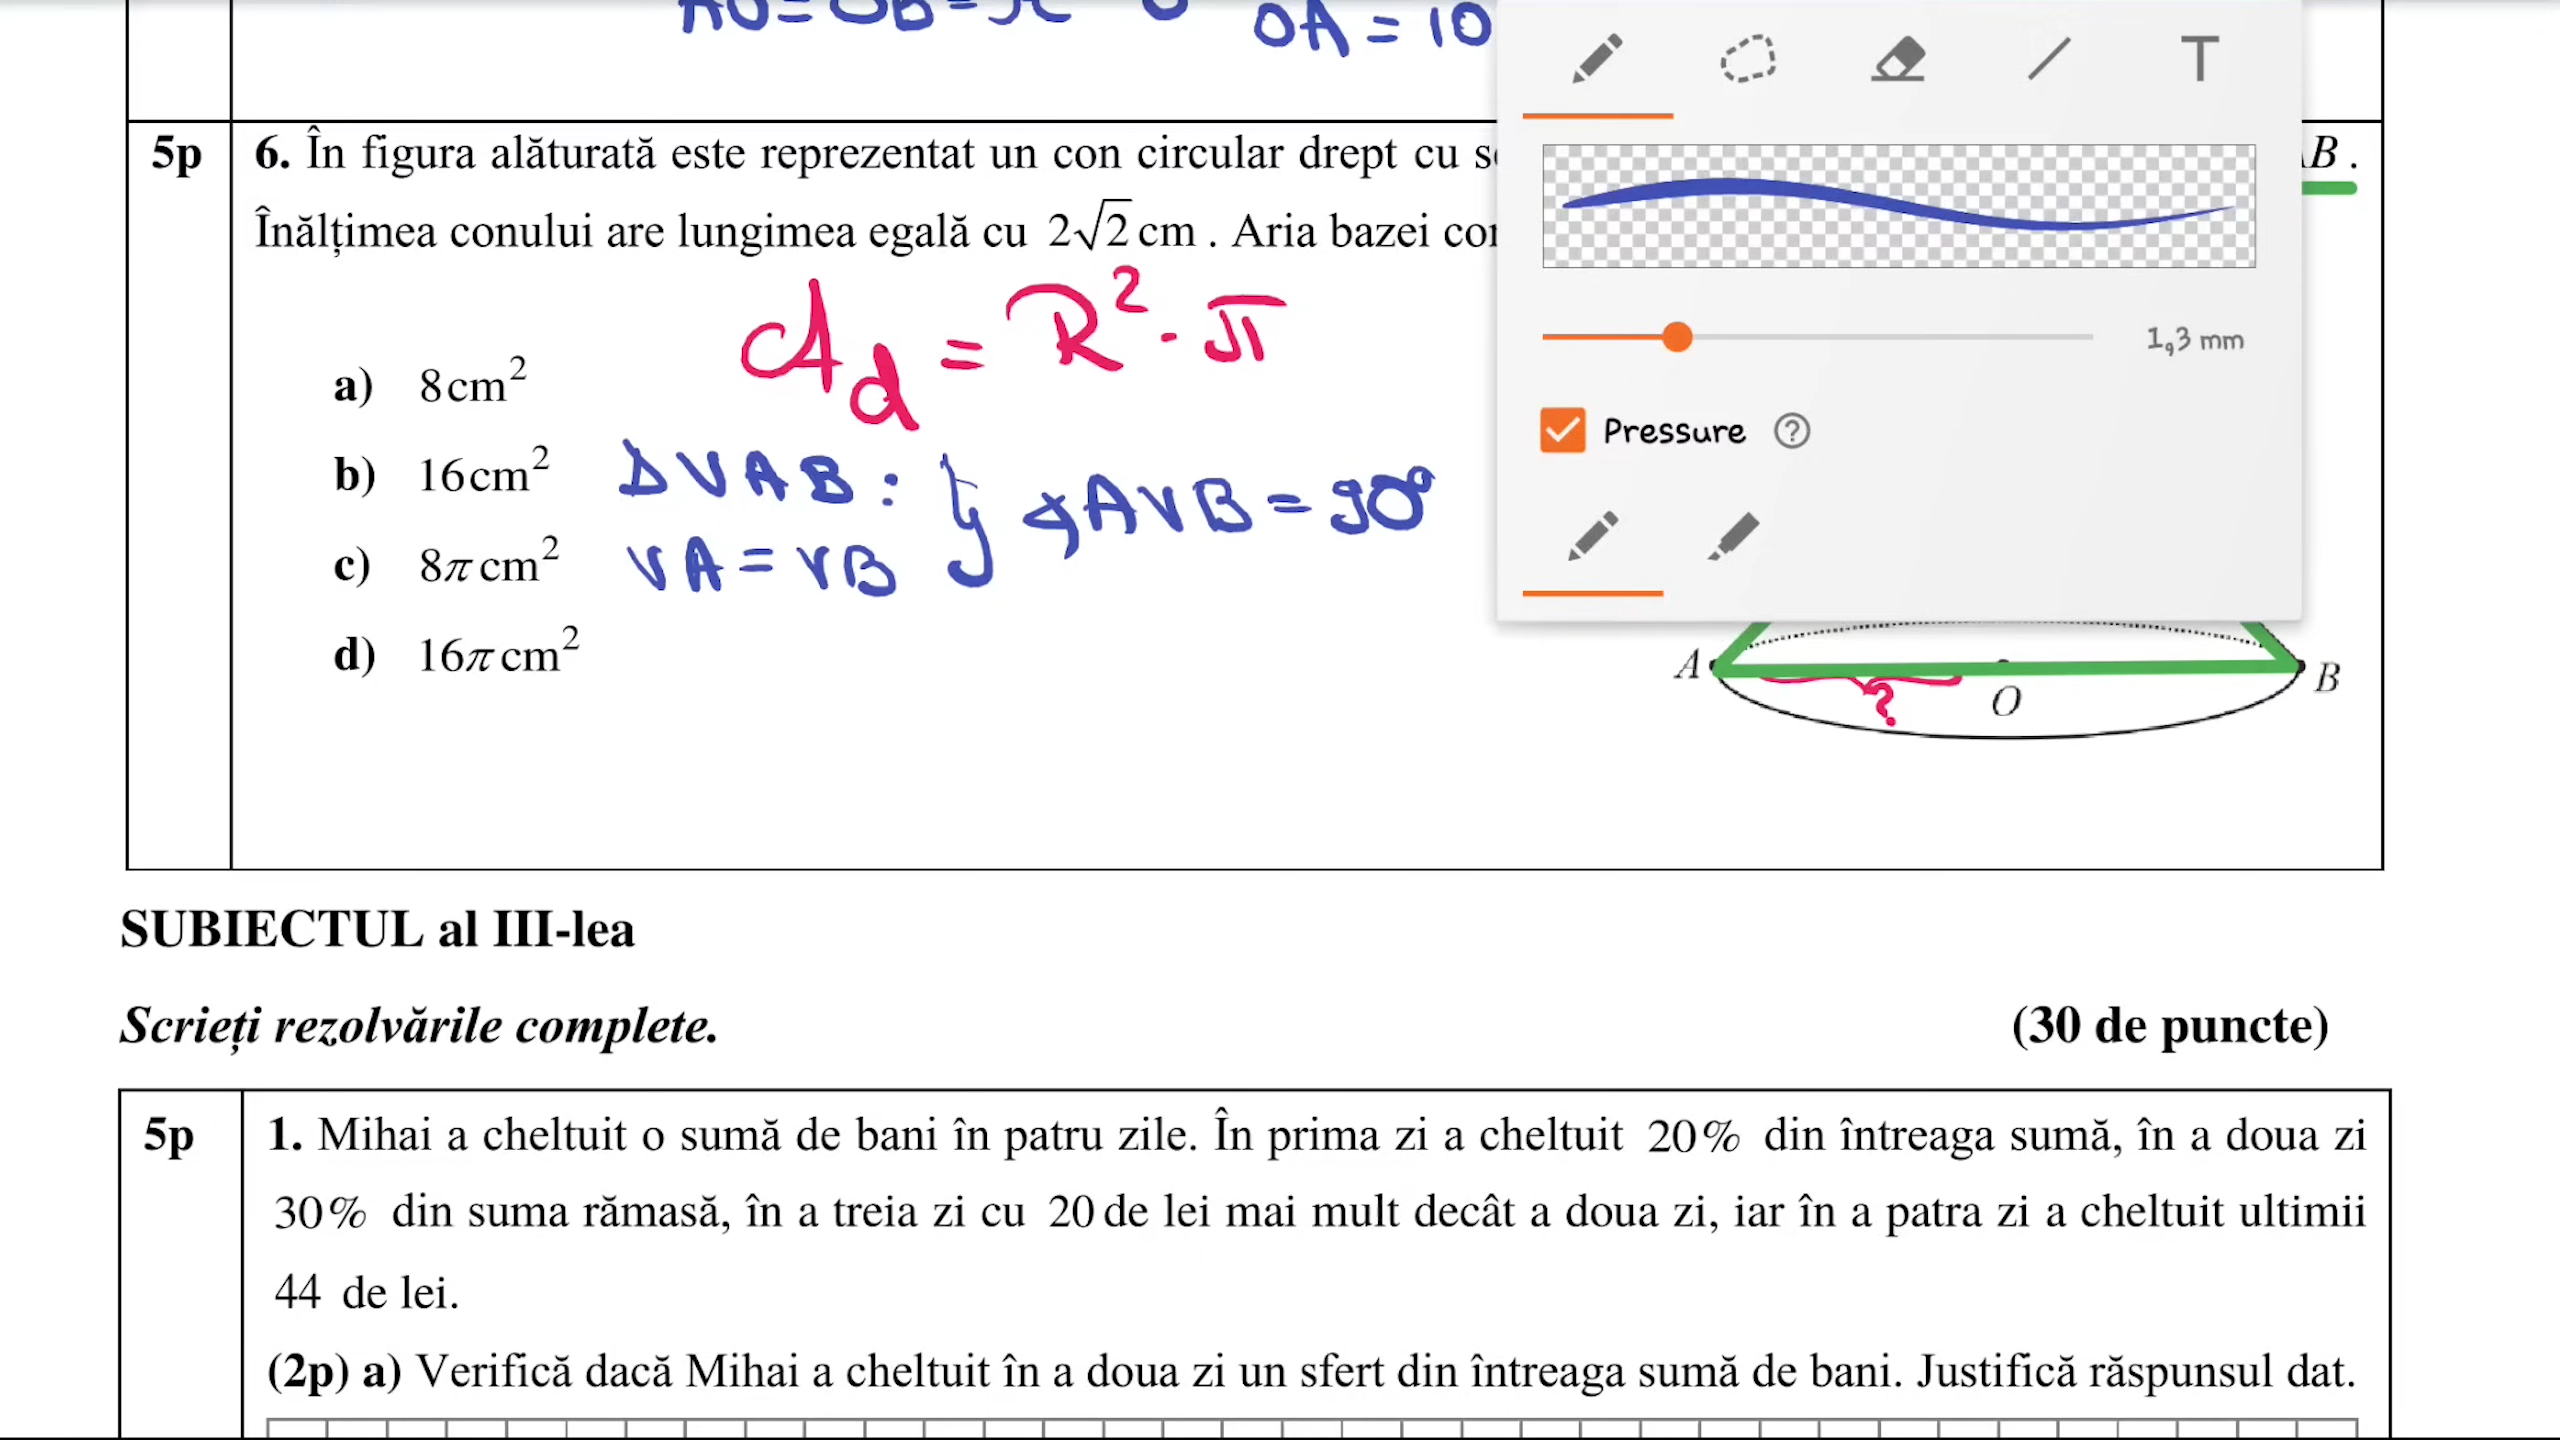 OA = 10
5p
6. În figura alăturată este reprezentat un con circular drept cu
AB.
Înălțimea conului are lungimea egală cu 2√2 cm. Aria bazei
A_d = R² · π
a) 8 cm²
b) 16 cm²
c) 8π cm²
d) 16π cm²
Δ VAB :
VA = VB
∢AVB = 90°
T
1,3 mm
Pressure ?
A
?
O
B
SUBIECTUL al III-lea
Scrieți rezolvările complete.
(30 de puncte)
5p
1. Mihai a cheltuit o sumă de bani în patru zile. În prima zi a cheltuit 20% din întreaga sumă, în a doua zi
30% din suma rămasă, în a treia zi cu 20 de lei mai mult decât a doua zi, iar în a patra zi a cheltuit ultimii
44 de lei.
(2p) a) Verifică dacă Mihai a cheltuit în a doua zi un sfert din întreaga sumă de bani. Justifică răspunsul dat.